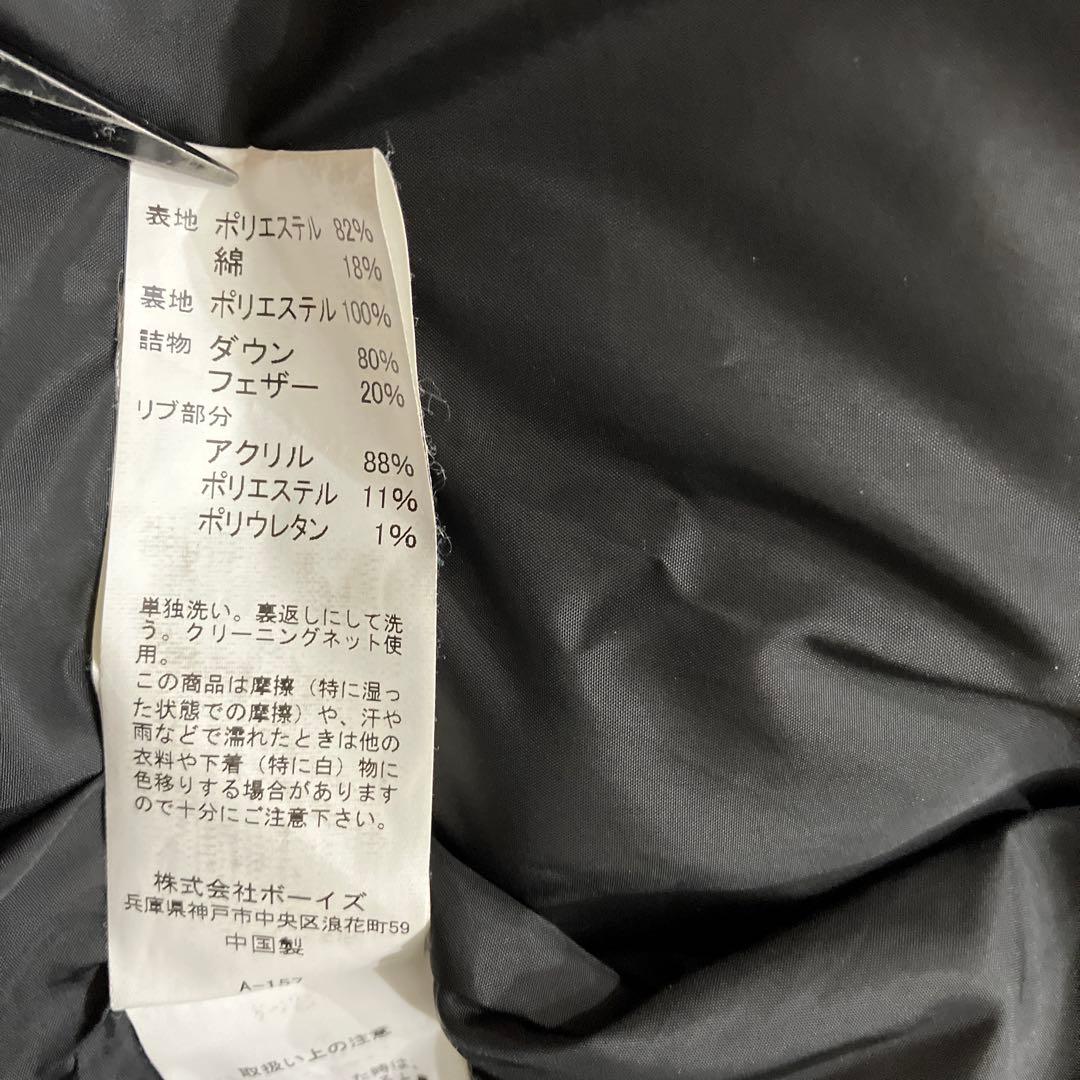 表地 ポリエステル 82%
綿 18%
裏地 ポリエステル 100%
詰物 ダウン 80%
フェザー 20%
リブ部分
アクリル 88%
ポリエステル 11%
ポリウレタン 1%
単独洗い。裏返しにして洗
う。クリーニングネット使
用。
この商品は摩擦（特に湿っ
た状態での摩擦）や、汗や
雨などで濡れたときは他の
衣料や下着（特に白）物に
色移りする場合があります
ので十分にご注意下さい。
株式会社ボーイズ
兵庫県神戸市中央区浪花町59
中国製
A-157
取扱い上の注意
た時は、